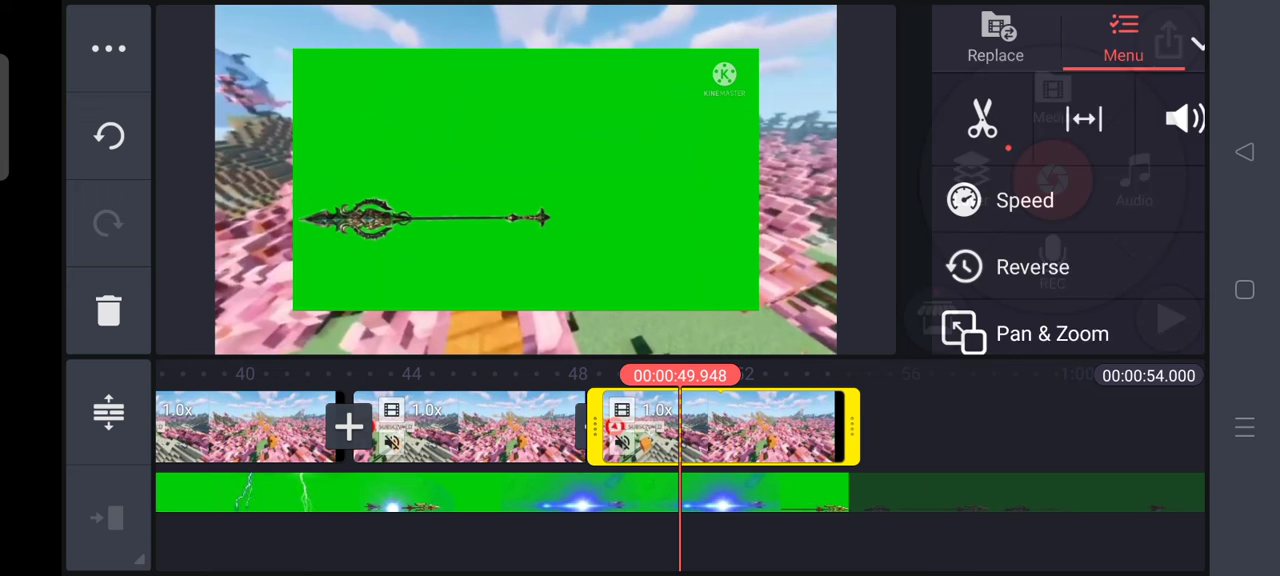 Replace
Menu
KINEMASTER
Media
Audio
REC
Speed
Reverse
Pan & Zoom
40
44
48
00:00:49.948
52
56
1:00
00:00:54.000
1.0x
1.0x
1.0x
SUBSCRIBED